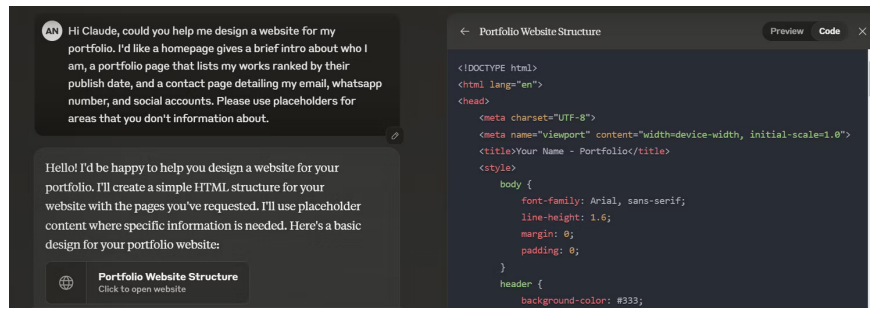 AN
Hi Claude, could you help me design a website for my
portfolio. I'd like a homepage gives a brief intro about who I
am, a portfolio page that lists my works ranked by their
publish date, and a contact page detailing my email, whatsapp
number, and social accounts. Please use placeholders for
areas that you don't information about.
Hello! I'd be happy to help you design a website for your
portfolio. I'll create a simple HTML structure for your
website with the pages you've requested. I'll use placeholder
content where specific information is needed. Here's a basic
design for your portfolio website:
Portfolio Website Structure
Click to open website
← Portfolio Website Structure
Preview Code ×
<!DOCTYPE html>
<html lang="en">
<head>
<meta charset="UTF-8">
<meta name="viewport" content="width=device-width, initial-scale=1.0">
<title>Your Name - Portfolio</title>
<style>
body {
font-family: Arial, sans-serif;
line-height: 1.6;
margin: 0;
padding: 0;
}
header {
background-color: #333;